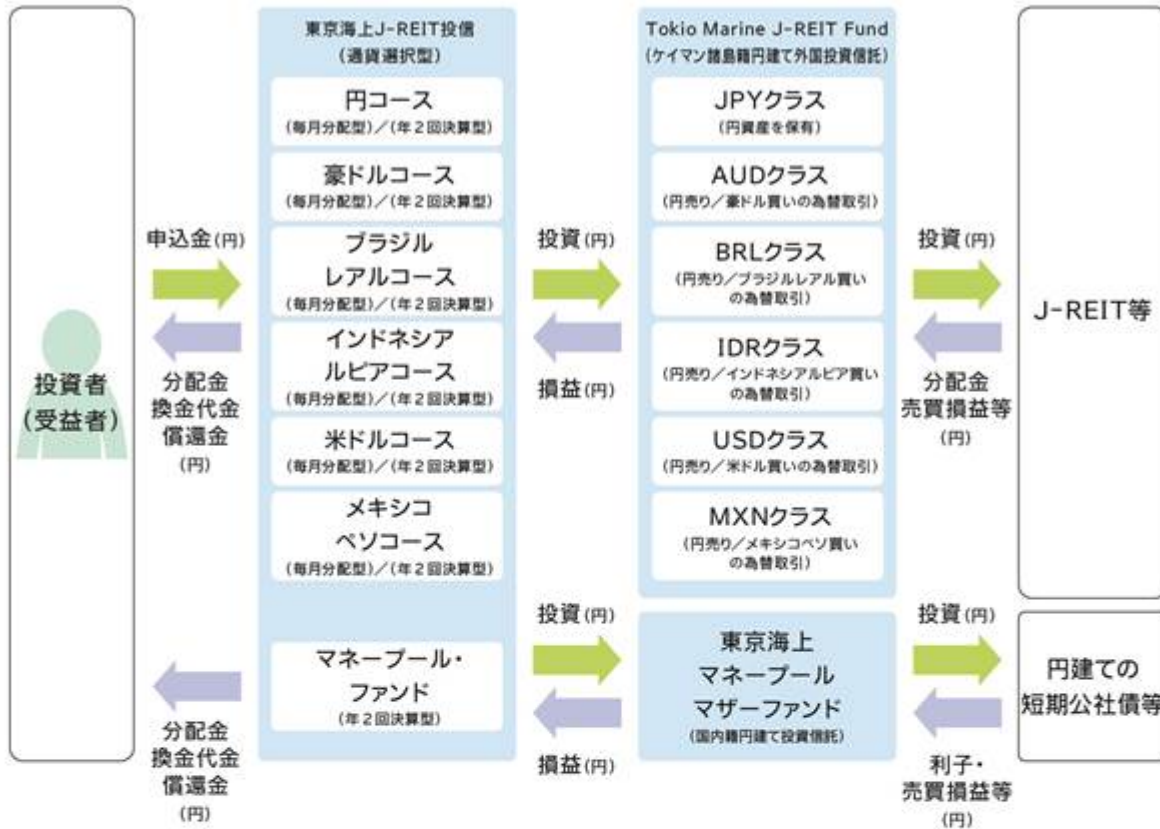 東京海上J-REIT投信
(通貨選択型)
円コース
(毎月分配型)/(年2回決算型)
豪ドルコース
(毎月分配型)/(年2回決算型)
ブラジル
レアルコース
(毎月分配型)/(年2回決算型)
インドネシア
ルピアコース
(毎月分配型)/(年2回決算型)
米ドルコース
(毎月分配型)/(年2回決算型)
メキシコ
ペソコース
(毎月分配型)/(年2回決算型)
マネープール・
ファンド
(年2回決算型)
Tokio Marine J-REIT Fund
(ケイマン諸島籍円建て外国投資信託)
JPYクラス
(円資産を保有)
AUDクラス
(円売り/豪ドル買いの為替取引)
BRLクラス
(円売り/ブラジルレアル買い
の為替取引)
IDRクラス
(円売り/インドネシアルピア買い
の為替取引)
USDクラス
(円売り/米ドル買いの為替取引)
MXNクラス
(円売り/メキシコペソ買い
の為替取引)
東京海上
マネープール
マザーファンド
(国内籍円建て投資信託)
投資者
(受益者)
申込金(円)
分配金
換金代金
償還金
(円)
分配金
換金代金
償還金
(円)
投資(円)
損益(円)
投資(円)
損益(円)
投資(円)
分配金
売買損益等
(円)
投資(円)
利子・
売買損益等
(円)
J-REIT等
円建ての
短期公社債等